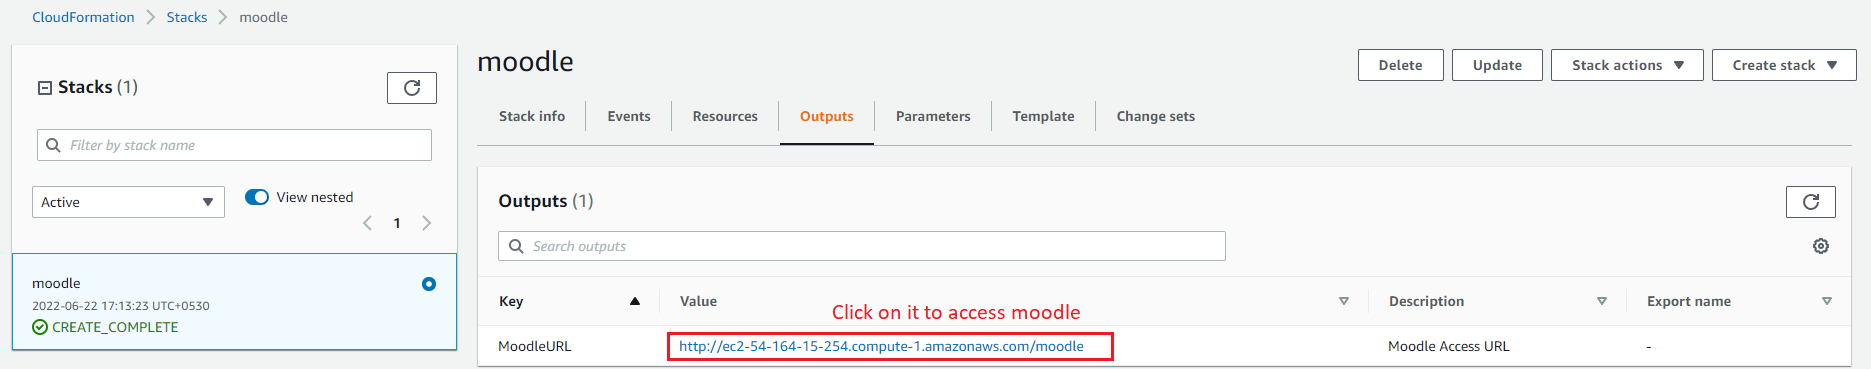 CloudFormation > Stacks > moodle
Stacks (1)
Filter by stack name
Active
View nested
1
moodle
2022-06-22 17:13:23 UTC+0530
CREATE_COMPLETE
moodle
Delete Update Stack actions Create stack
Stack info Events Resources Outputs Parameters Template Change sets
Outputs (1)
Search outputs
Key Value Description Export name
Click on it to access moodle
MoodleURL http://ec2-54-164-15-254.compute-1.amazonaws.com/moodle Moodle Access URL -